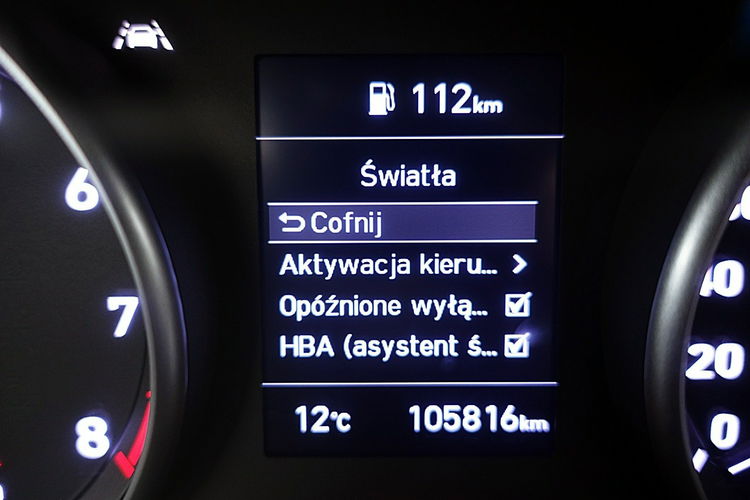 112km
Światła
Cofnij
Aktywacja kieru...
Opóźnione wyłą...
HBA (asystent ś...
12°C 105816km
6
7
8
40
20
0